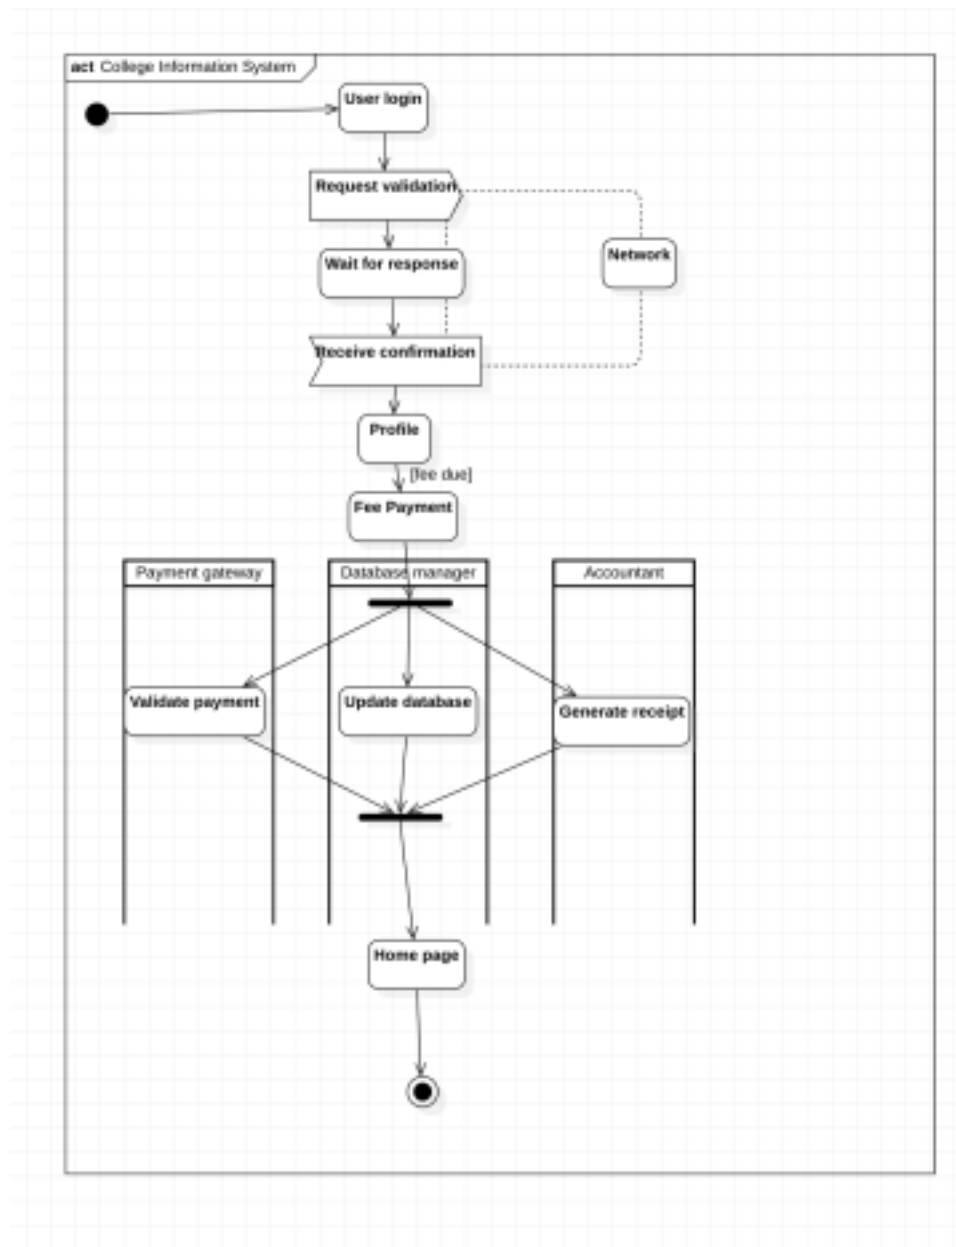 act College Information System
User login
Request validation
Wait for response
Network
Receive confirmation
Profile
[fee due]
Fee Payment
Payment gateway
Database manager
Accountant
Validate payment
Update database
Generate receipt
Home page